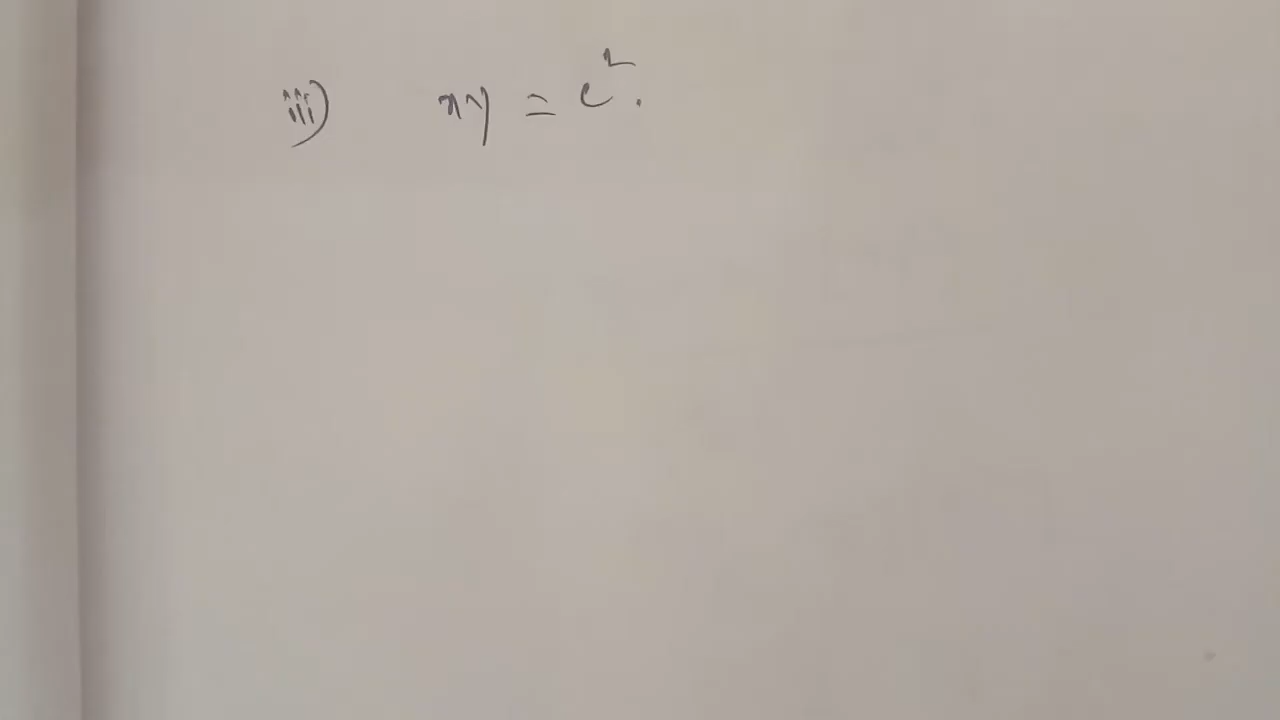 iii) xy = c².